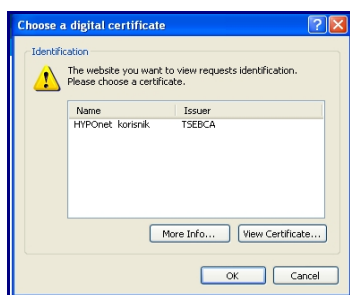 Choose a digital certificate
Identification
The website you want to view requests identification.
Please choose a certificate.
Name Issuer
HYPOnet korisnik TSEBCA
More Info... View Certificate...
OK Cancel